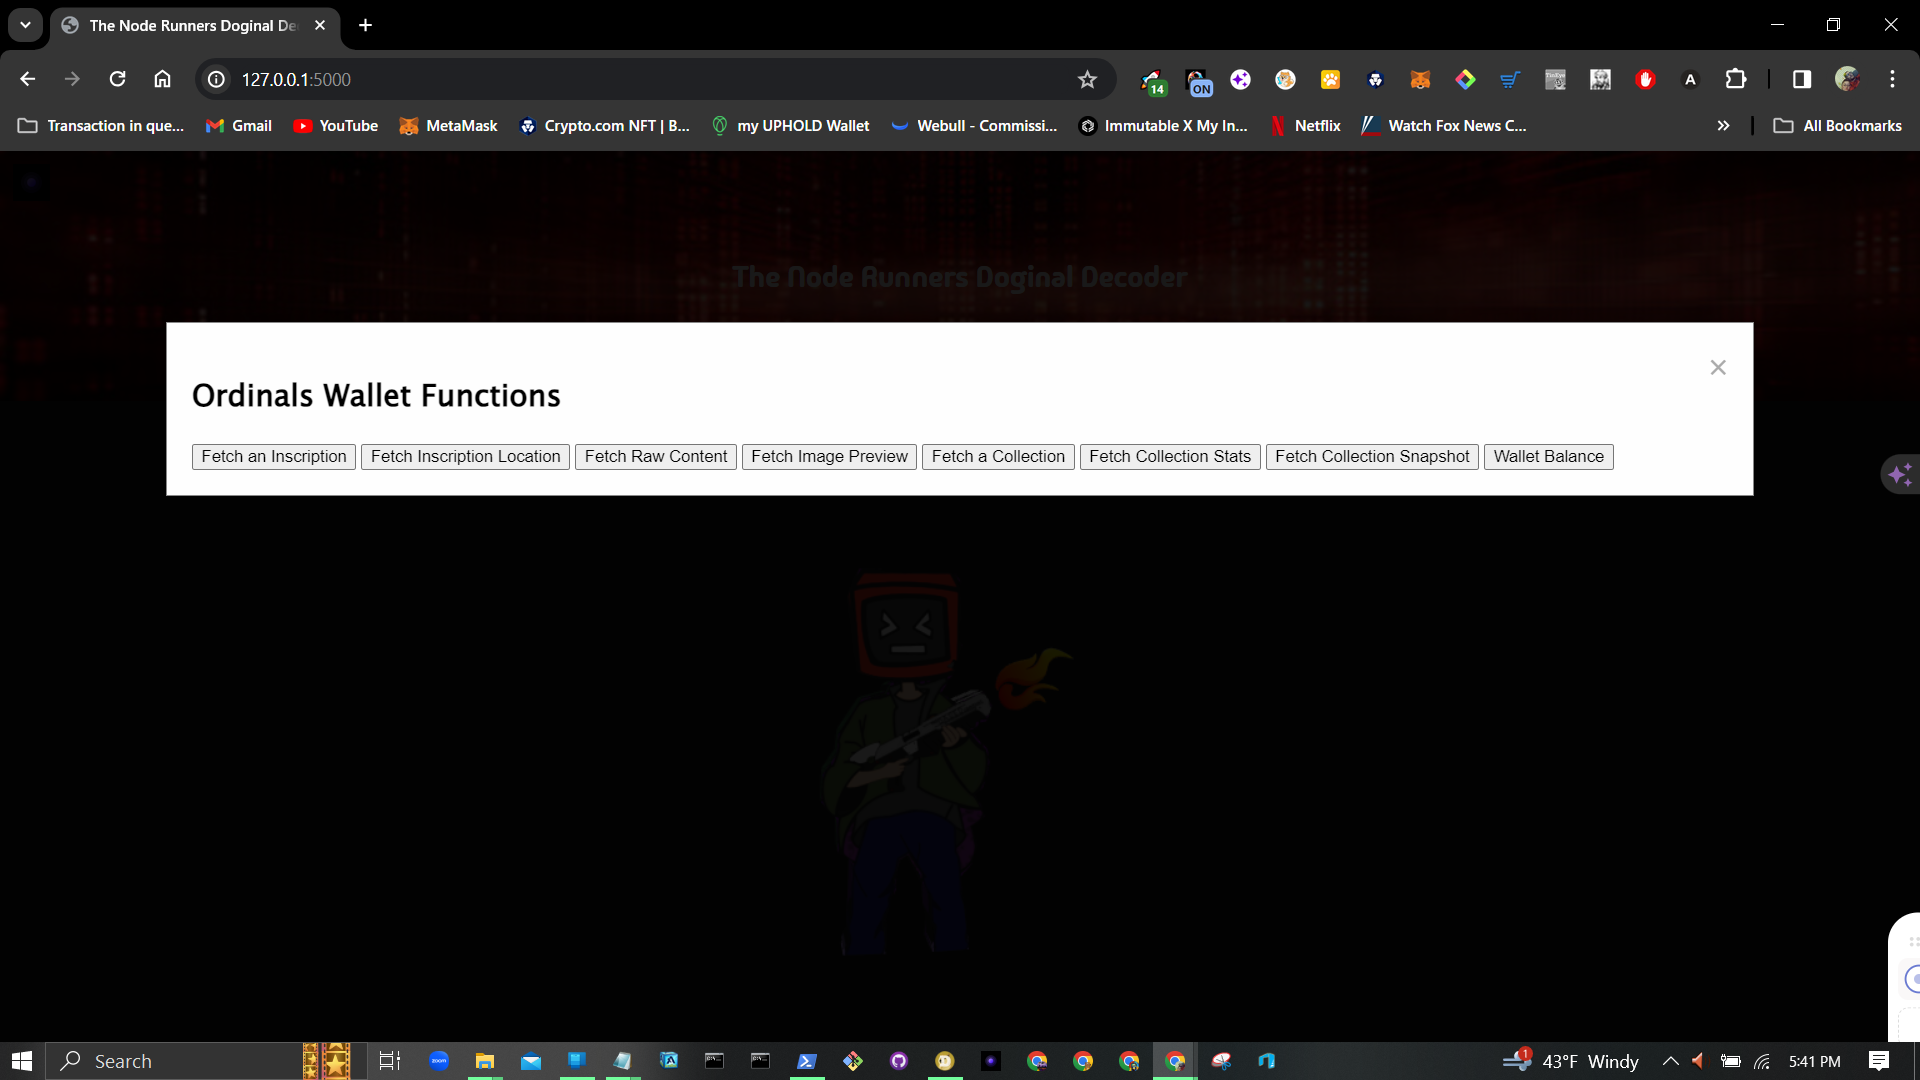 The Node Runners Doginal De
127.0.0.1:5000
14
ON
A
Transaction in que...
Gmail
YouTube
MetaMask
Crypto.com NFT | B...
my UPHOLD Wallet
Webull - Commissi...
Immutable X My In...
Netflix
Watch Fox News C...
All Bookmarks
The Node Runners Doginal Decoder
Ordinals Wallet Functions
Fetch an Inscription
Fetch Inscription Location
Fetch Raw Content
Fetch Image Preview
Fetch a Collection
Fetch Collection Stats
Fetch Collection Snapshot
Wallet Balance
Search
zoom
1
43°F Windy
5:41 PM